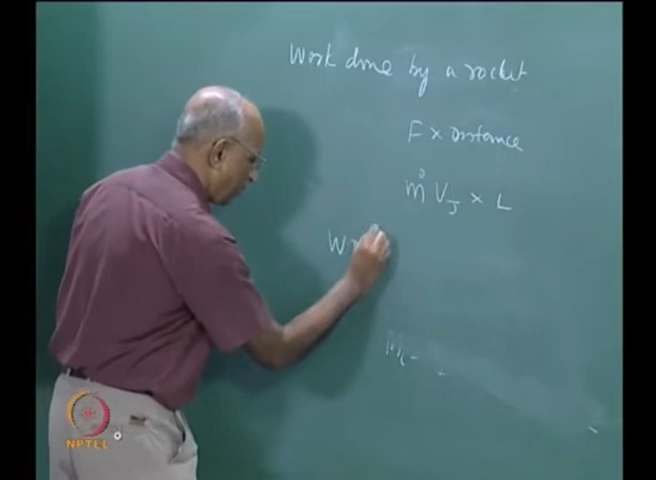 Work done by a rocket
F × Distance
ṁ V_J × L
W
NPTEL